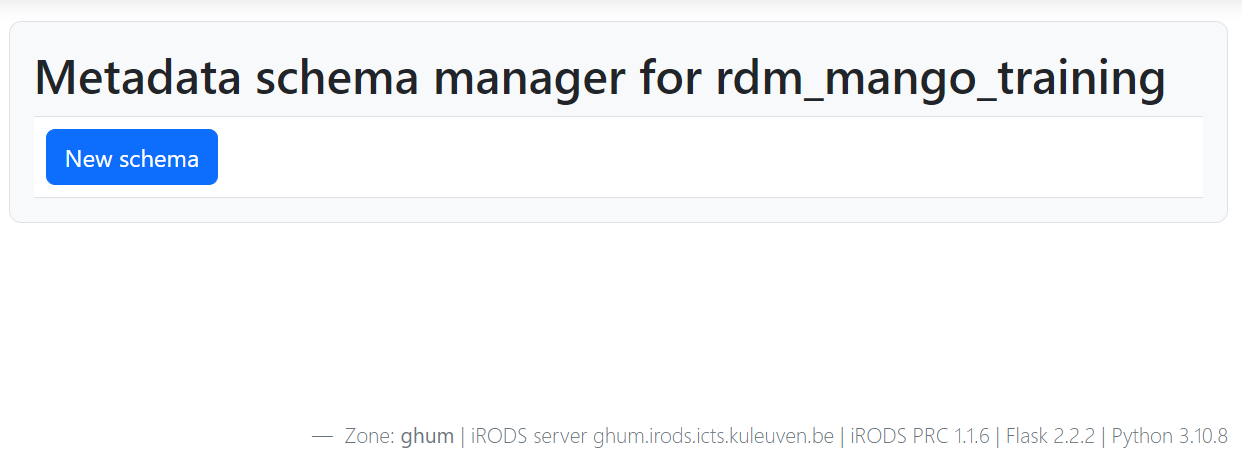 Metadata schema manager for rdm_mango_training
New schema
— Zone: ghum | iRODS server ghum.irods.icts.kuleuven.be | iRODS PRC 1.1.6 | Flask 2.2.2 | Python 3.10.8